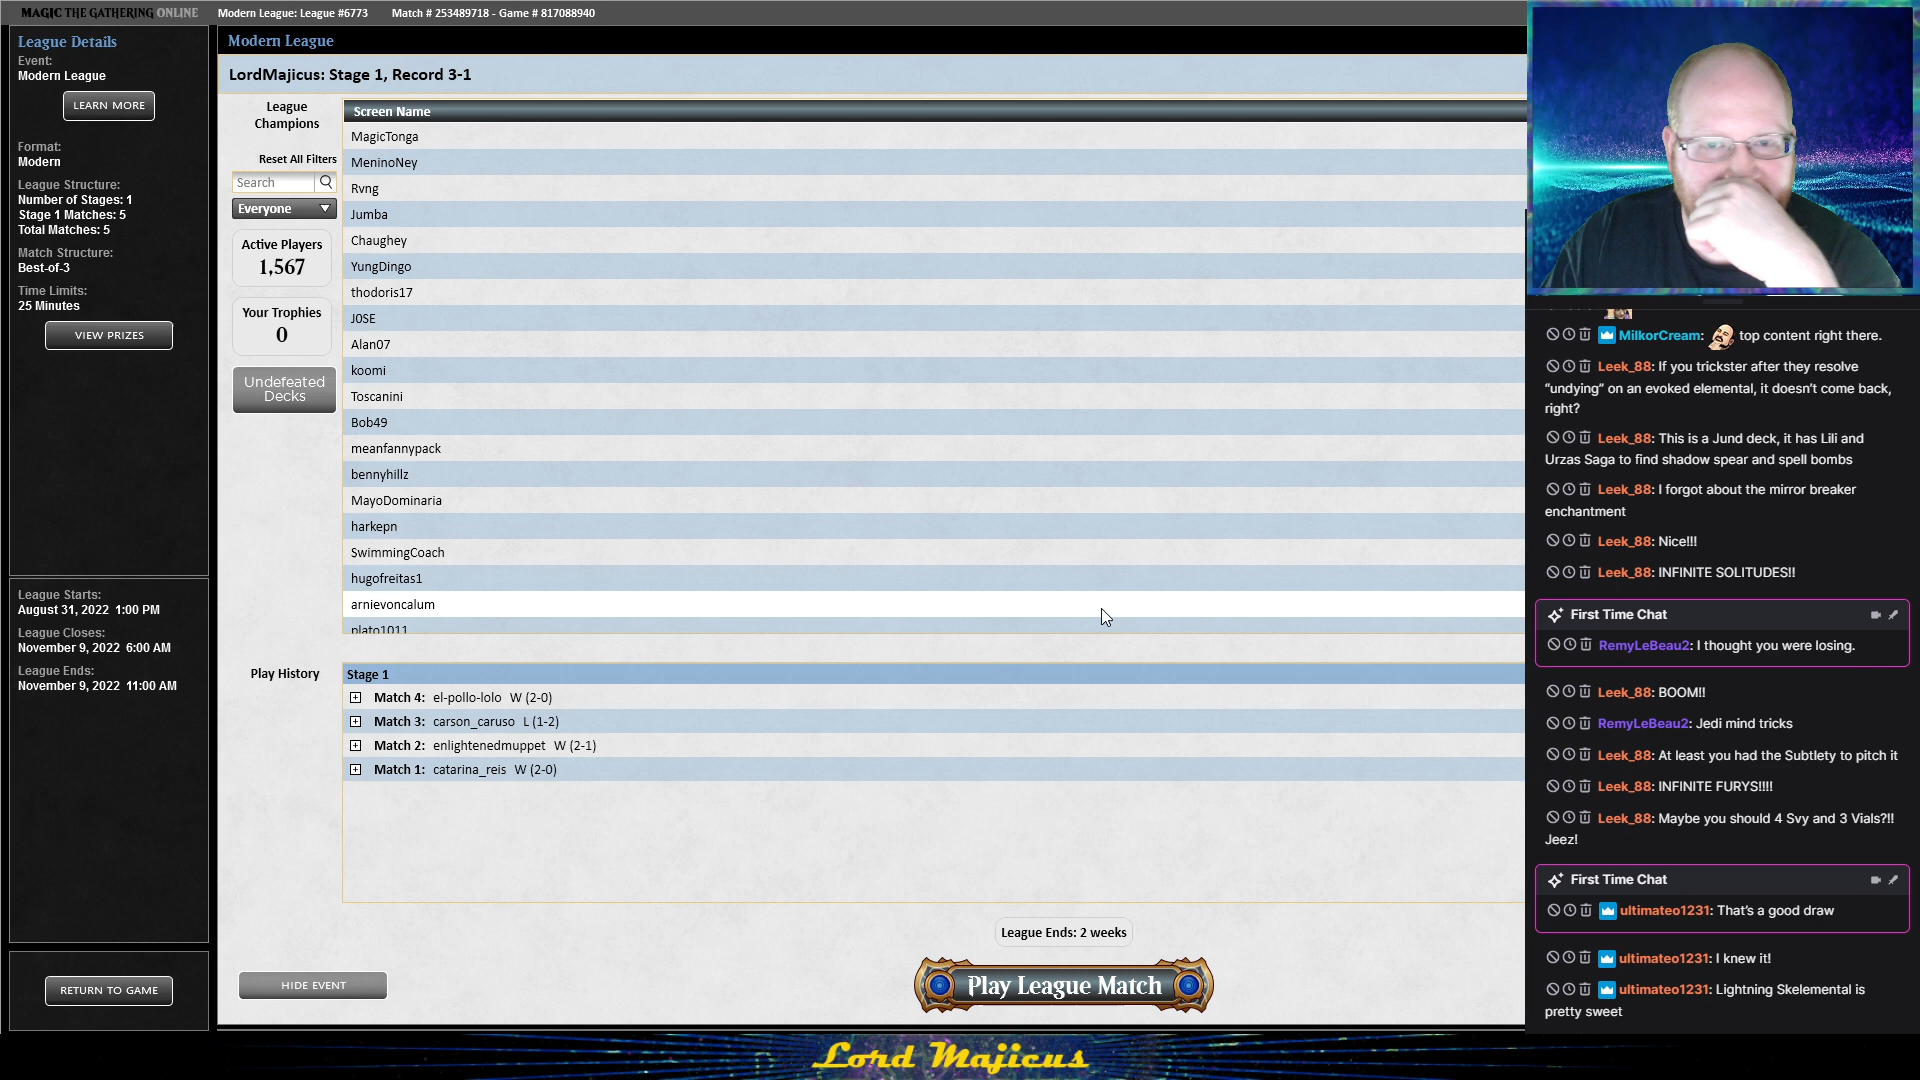 MAGIC THE GATHERING ONLINE
Modern League: League #6773
Match # 253489718 - Game # 817088940
League Details
Event:
Modern League
LEARN MORE
Format:
Modern
League Structure:
Number of Stages: 1
Stage 1 Matches: 5
Total Matches: 5
Match Structure:
Best-of-3
Time Limits:
25 Minutes
VIEW PRIZES
League Starts:
August 31, 2022 1:00 PM
League Closes:
November 9, 2022 6:00 AM
League Ends:
November 9, 2022 11:00 AM
RETURN TO GAME
Modern League
LordMajicus: Stage 1, Record 3-1
League
Champions
Reset All Filters
Search
Everyone
Active Players
1,567
Your Trophies
0
Undefeated
Decks
Screen Name
MagicTonga
MeninoNey
Rvng
Jumba
Chaughey
YungDingo
thodoris17
J0SE
Alan07
koomi
Toscanini
Bob49
meanfannypack
bennyhillz
MayoDominaria
harkepn
SwimmingCoach
hugofreitas1
arnievoncalum
plato1011
Play History
Stage 1
Match 4: el-pollo-lolo W (2-0)
Match 3: carson_caruso L (1-2)
Match 2: enlightenedmuppet W (2-1)
Match 1: catarina_reis W (2-0)
League Ends: 2 weeks
HIDE EVENT
Play League Match
MilkorCream: top content right there.
Leek_88: If you trickster after they resolve
“undying” on an evoked elemental, it doesn’t come back,
right?
Leek_88: This is a Jund deck, it has Lili and
Urzas Saga to find shadow spear and spell bombs
Leek_88: I forgot about the mirror breaker
enchantment
Leek_88: Nice!!!
Leek_88: INFINITE SOLITUDES!!
First Time Chat
RemyLeBeau2: I thought you were losing.
Leek_88: BOOM!!
RemyLeBeau2: Jedi mind tricks
Leek_88: At least you had the Subtlety to pitch it
Leek_88: INFINITE FURYS!!!!
Leek_88: Maybe you should 4 Svy and 3 Vials?!!
Jeez!
First Time Chat
ultimateo1231: That’s a good draw
ultimateo1231: I knew it!
ultimateo1231: Lightning Skelemental is
pretty sweet
Lord Majicus